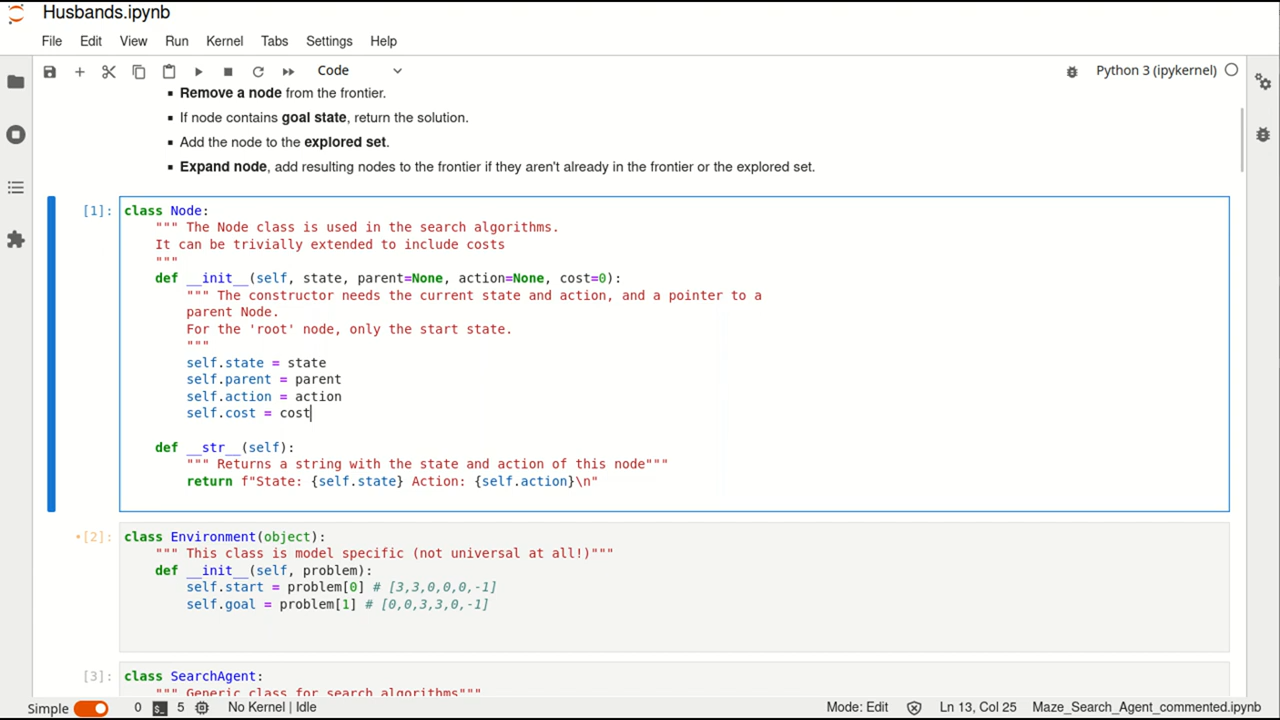 Husbands.ipynb
File Edit View Run Kernel Tabs Settings Help
Code
Python 3 (ipykernel)
▪ Remove a node from the frontier.
▪ If node contains goal state, return the solution.
▪ Add the node to the explored set.
▪ Expand node, add resulting nodes to the frontier if they aren't already in the frontier or the explored set.
[1]: class Node:
""" The Node class is used in the search algorithms.
It can be trivially extended to include costs
"""
def __init__(self, state, parent=None, action=None, cost=0):
""" The constructor needs the current state and action, and a pointer to a
parent Node.
For the 'root' node, only the start state.
"""
self.state = state
self.parent = parent
self.action = action
self.cost = cost
def __str__(self):
""" Returns a string with the state and action of this node"""
return f"State: {self.state} Action: {self.action}\n"
•[2]: class Environment(object):
""" This class is model specific (not universal at all!)"""
def __init__(self, problem):
self.start = problem[0] # [3,3,0,0,0,-1]
self.goal = problem[1] # [0,0,3,3,0,-1]
[3]: class SearchAgent:
""" Generic class for search algorithms"""
Simple 0 5 No Kernel | Idle Mode: Edit Ln 13, Col 25 Maze_Search_Agent_commented.ipynb